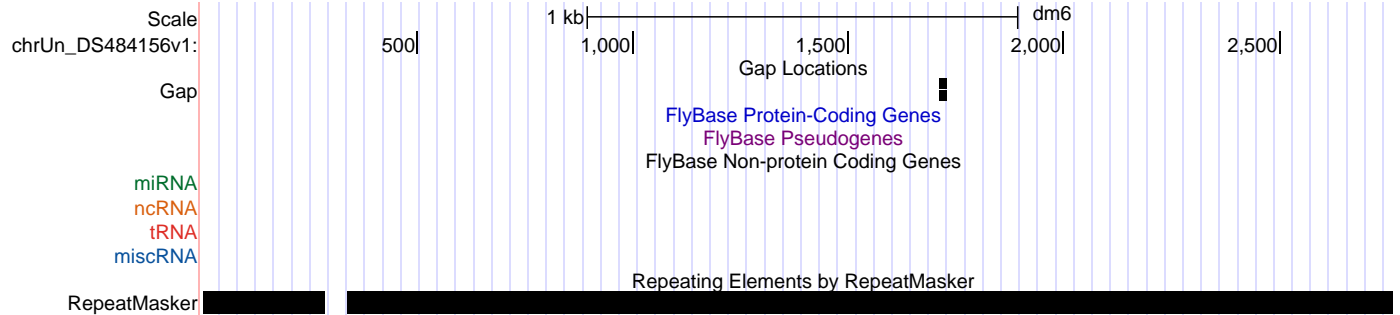 Scale 1 kb dm6
chrUn_DS484156v1: 500 1,000 1,500 2,000 2,500
Gap Locations
Gap
FlyBase Protein-Coding Genes
FlyBase Pseudogenes
FlyBase Non-protein Coding Genes
miRNA
ncRNA
tRNA
miscRNA
Repeating Elements by RepeatMasker
RepeatMasker